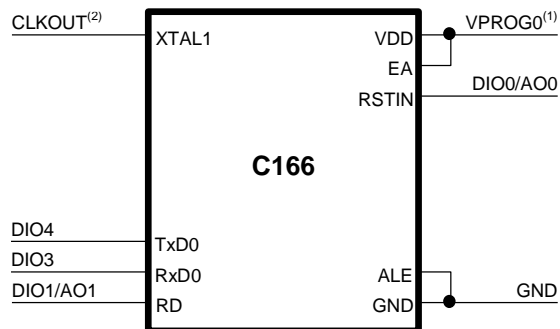 CLKOUT(2)
XTAL1
VDD
VPROG0(1)
EA
RSTIN
DIO0/AO0
C166
DIO4
TxD0
DIO3
RxD0
ALE
DIO1/AO1
RD
GND
GND